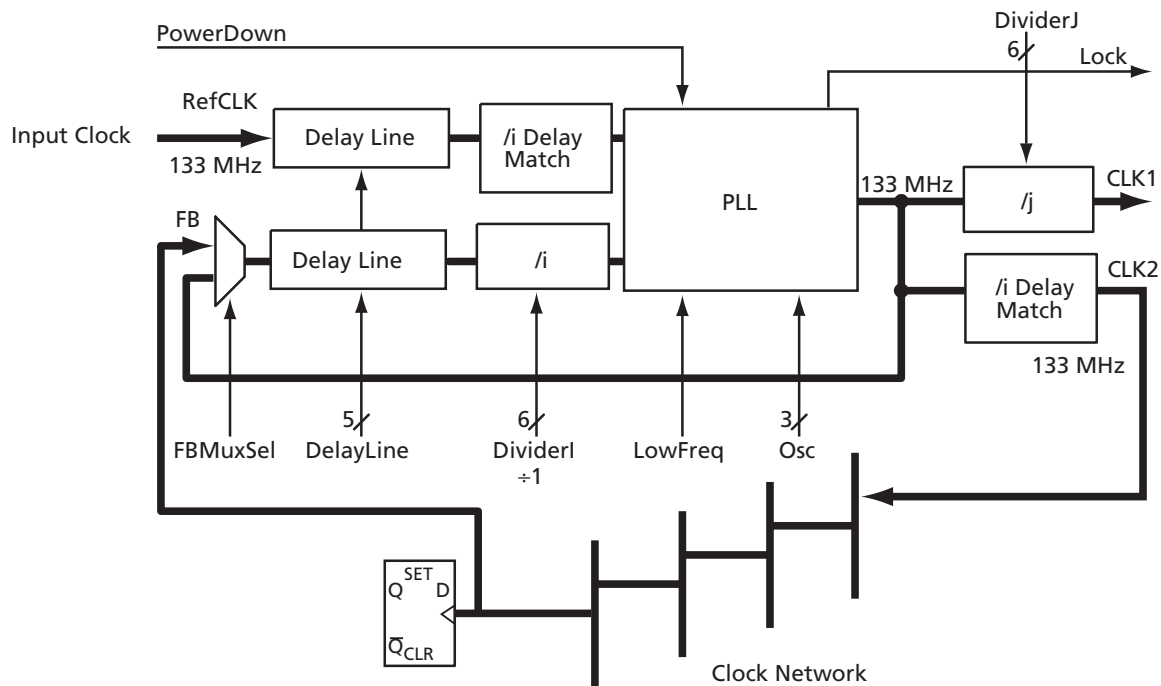 PowerDown
DividerJ
6
Lock
RefCLK
Input Clock
133 MHz
Delay Line
/i Delay
Match
PLL
133 MHz
/j
CLK1
FB
Delay Line
/i
/i Delay
Match
CLK2
133 MHz
5
6
3
FBMuxSel
DelayLine
DividerI
÷1
LowFreq
Osc
SET
Q D
Q̅
CLR
Clock Network